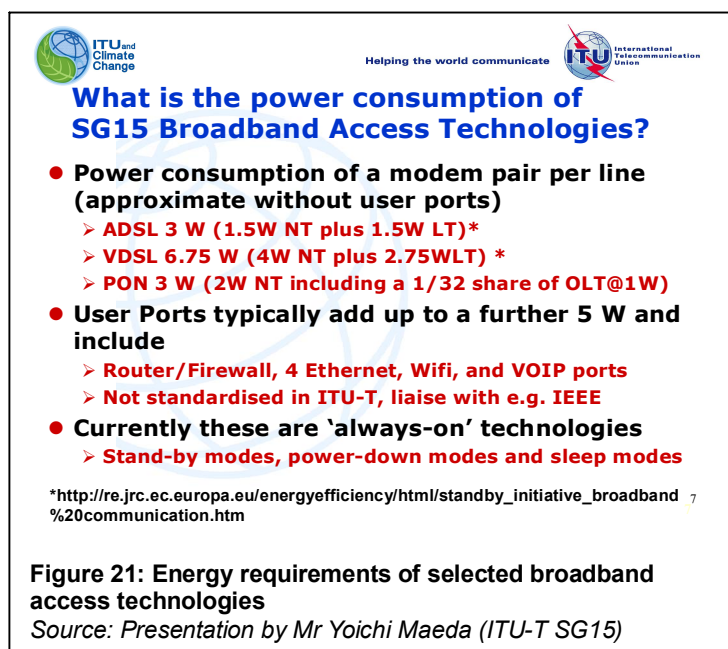 ITU and
Climate
Change
Helping the world communicate
ITU
International
Telecommunication
Union
What is the power consumption of
SG15 Broadband Access Technologies?
● Power consumption of a modem pair per line
(approximate without user ports)
➢ ADSL 3 W (1.5W NT plus 1.5W LT)*
➢ VDSL 6.75 W (4W NT plus 2.75WLT) *
➢ PON 3 W (2W NT including a 1/32 share of OLT@1W)
● User Ports typically add up to a further 5 W and
include
➢ Router/Firewall, 4 Ethernet, Wifi, and VOIP ports
➢ Not standardised in ITU-T, liaise with e.g. IEEE
● Currently these are ‘always-on’ technologies
➢ Stand-by modes, power-down modes and sleep modes
*http://re.jrc.ec.europa.eu/energyefficiency/html/standby_initiative_broadband
%20communication.htm
7
Figure 21: Energy requirements of selected broadband
access technologies
Source: Presentation by Mr Yoichi Maeda (ITU-T SG15)